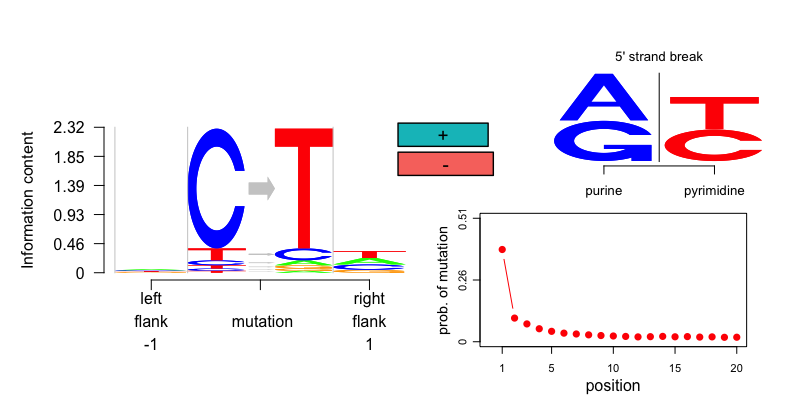 5' strand break
A
T
G
C
purine
pyrimidine
+
-
Information content
2.32
1.85
1.39
0.93
0.46
0
C
T
left
flank
-1
mutation
right
flank
1
prob. of mutation
0.51
0.26
0
1
5
10
15
20
position